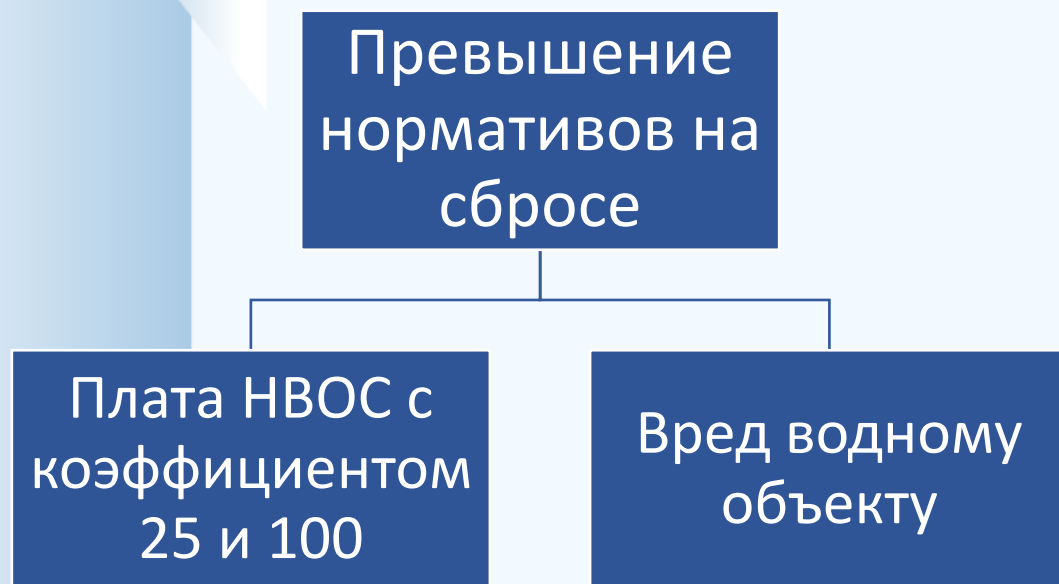 Превышение
нормативов на
сбросе
Плата НВОС с
коэффициентом
25 и 100
Вред водному
объекту